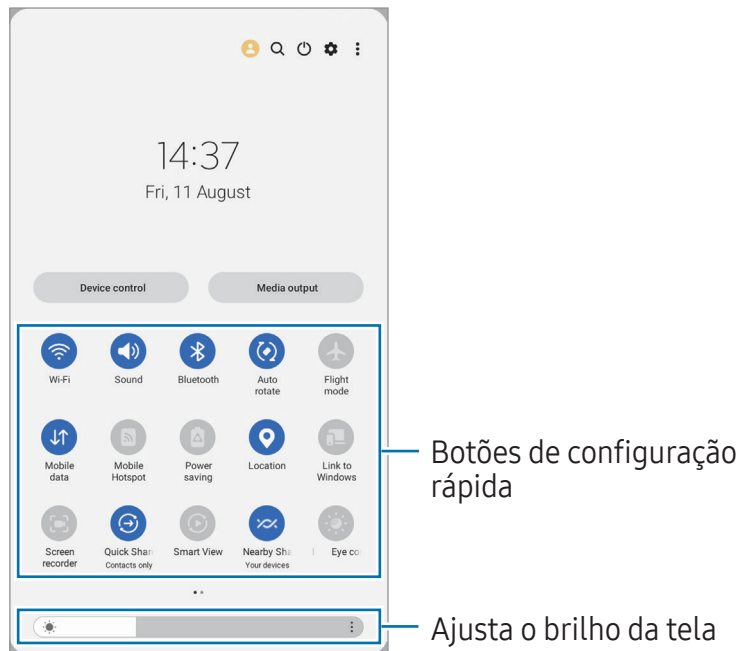 14:37
Fri, 11 August
Device control
Media output
Wi-Fi
Sound
Bluetooth
Auto
rotate
Flight
mode
Mobile
data
Mobile
Hotspot
Power
saving
Location
Link to
Windows
Screen
recorder
Quick Shar
Contacts only
Smart View
Nearby Sha
Your devices
Eye co
Botões de configuração
rápida
Ajusta o brilho da tela